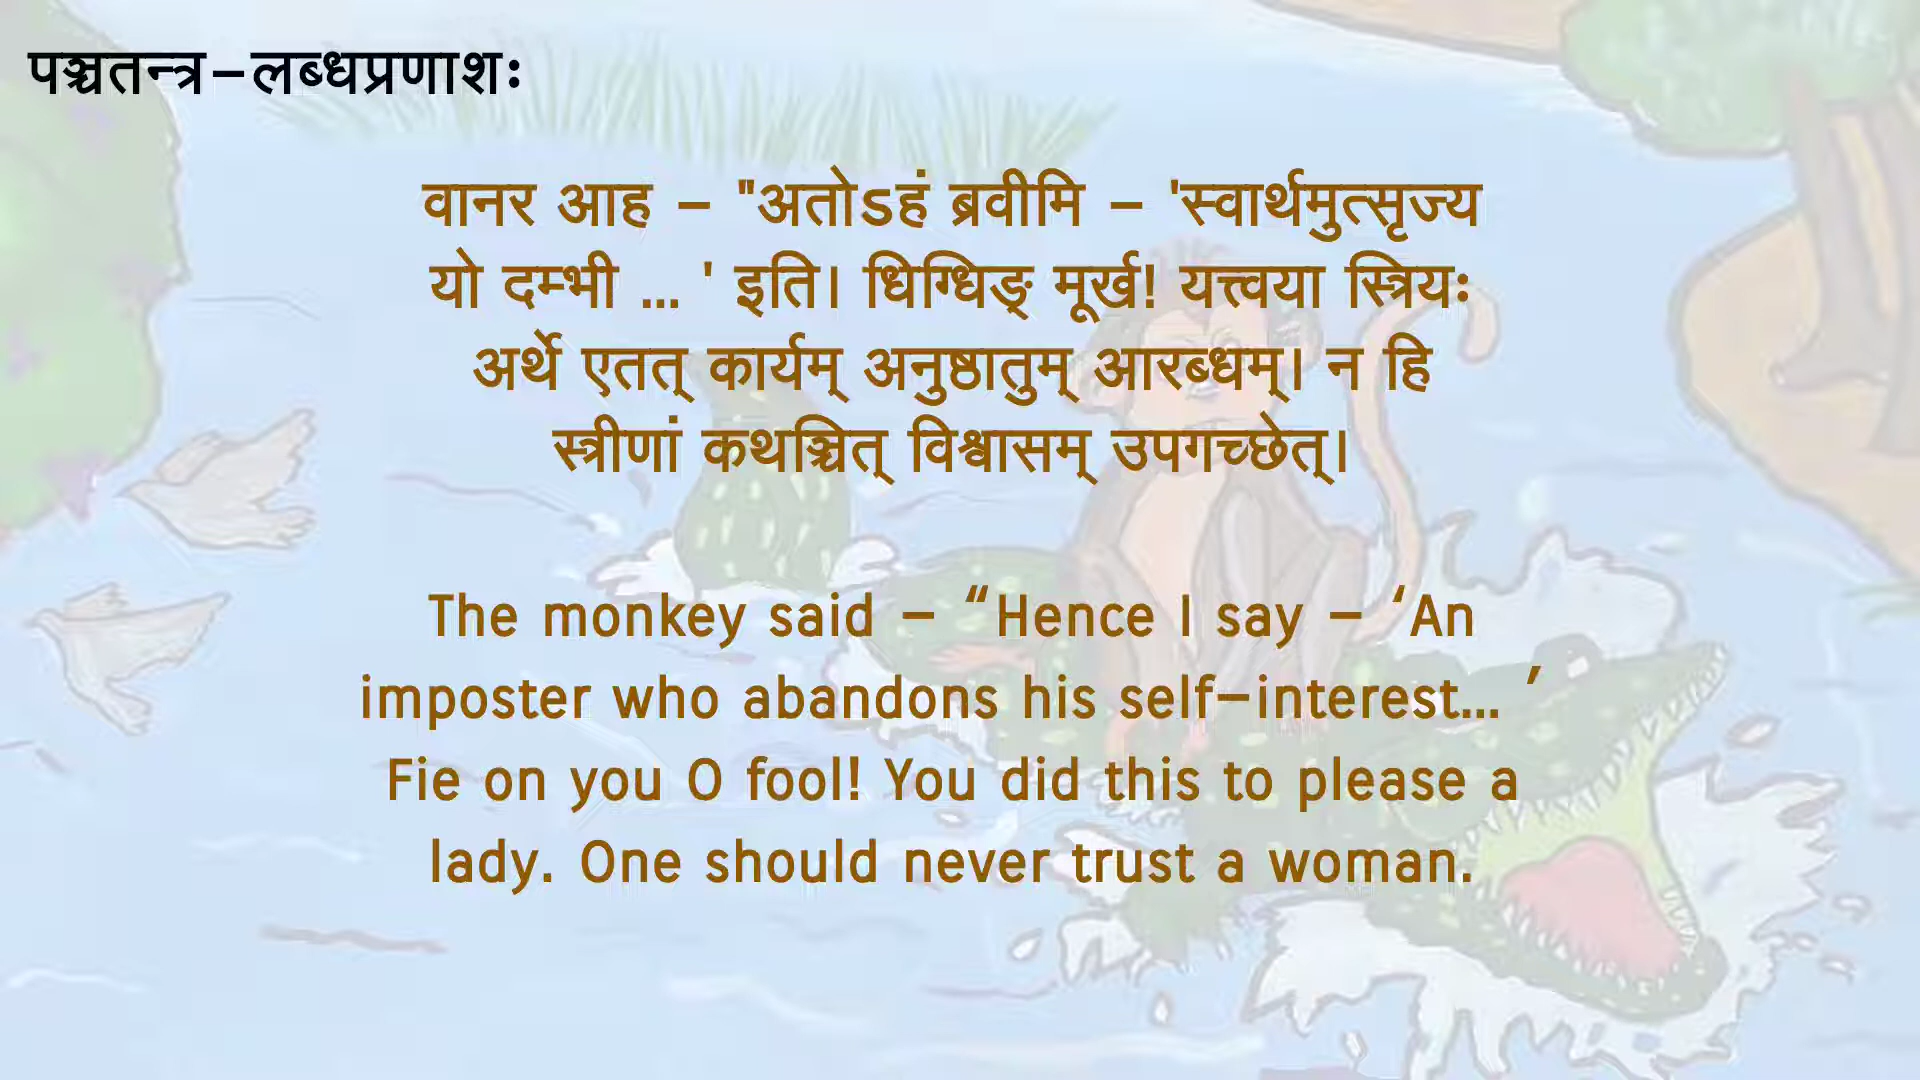 पञ्चतन्त्र-लब्धप्रणाशः
वानर आह - "अतोऽहं ब्रवीमि - 'स्वार्थमुत्सृज्य
यो दम्भी ... ' इति। धिग्धिङ् मूर्ख! यत्त्वया स्त्रियः
अर्थे एतत् कार्यम् अनुष्ठातुम् आरब्धम्। न हि
स्त्रीणां कथञ्चित् विश्वासम् उपगच्छेत्।
The monkey said - “Hence I say - ‘An
imposter who abandons his self-interest... ’
Fie on you O fool! You did this to please a
lady. One should never trust a woman.